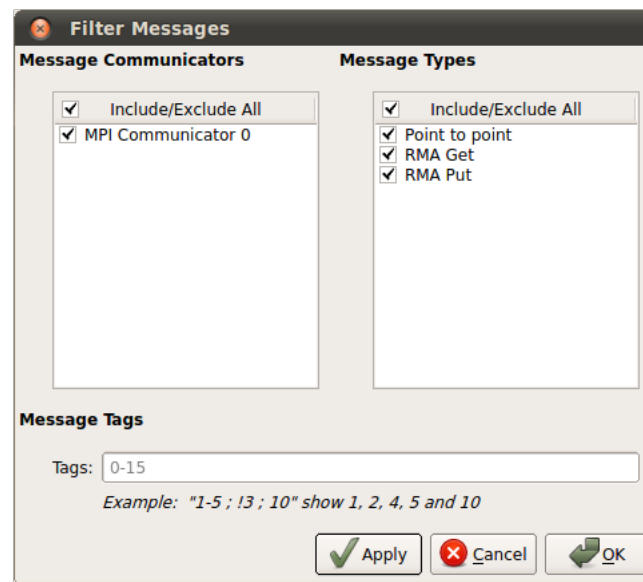 Filter Messages
Message Communicators
Message Types
Include/Exclude All
MPI Communicator 0
Include/Exclude All
Point to point
RMA Get
RMA Put
Message Tags
Tags: 0-15
Example: "1-5 ; !3 ; 10" show 1, 2, 4, 5 and 10
Apply
Cancel
OK